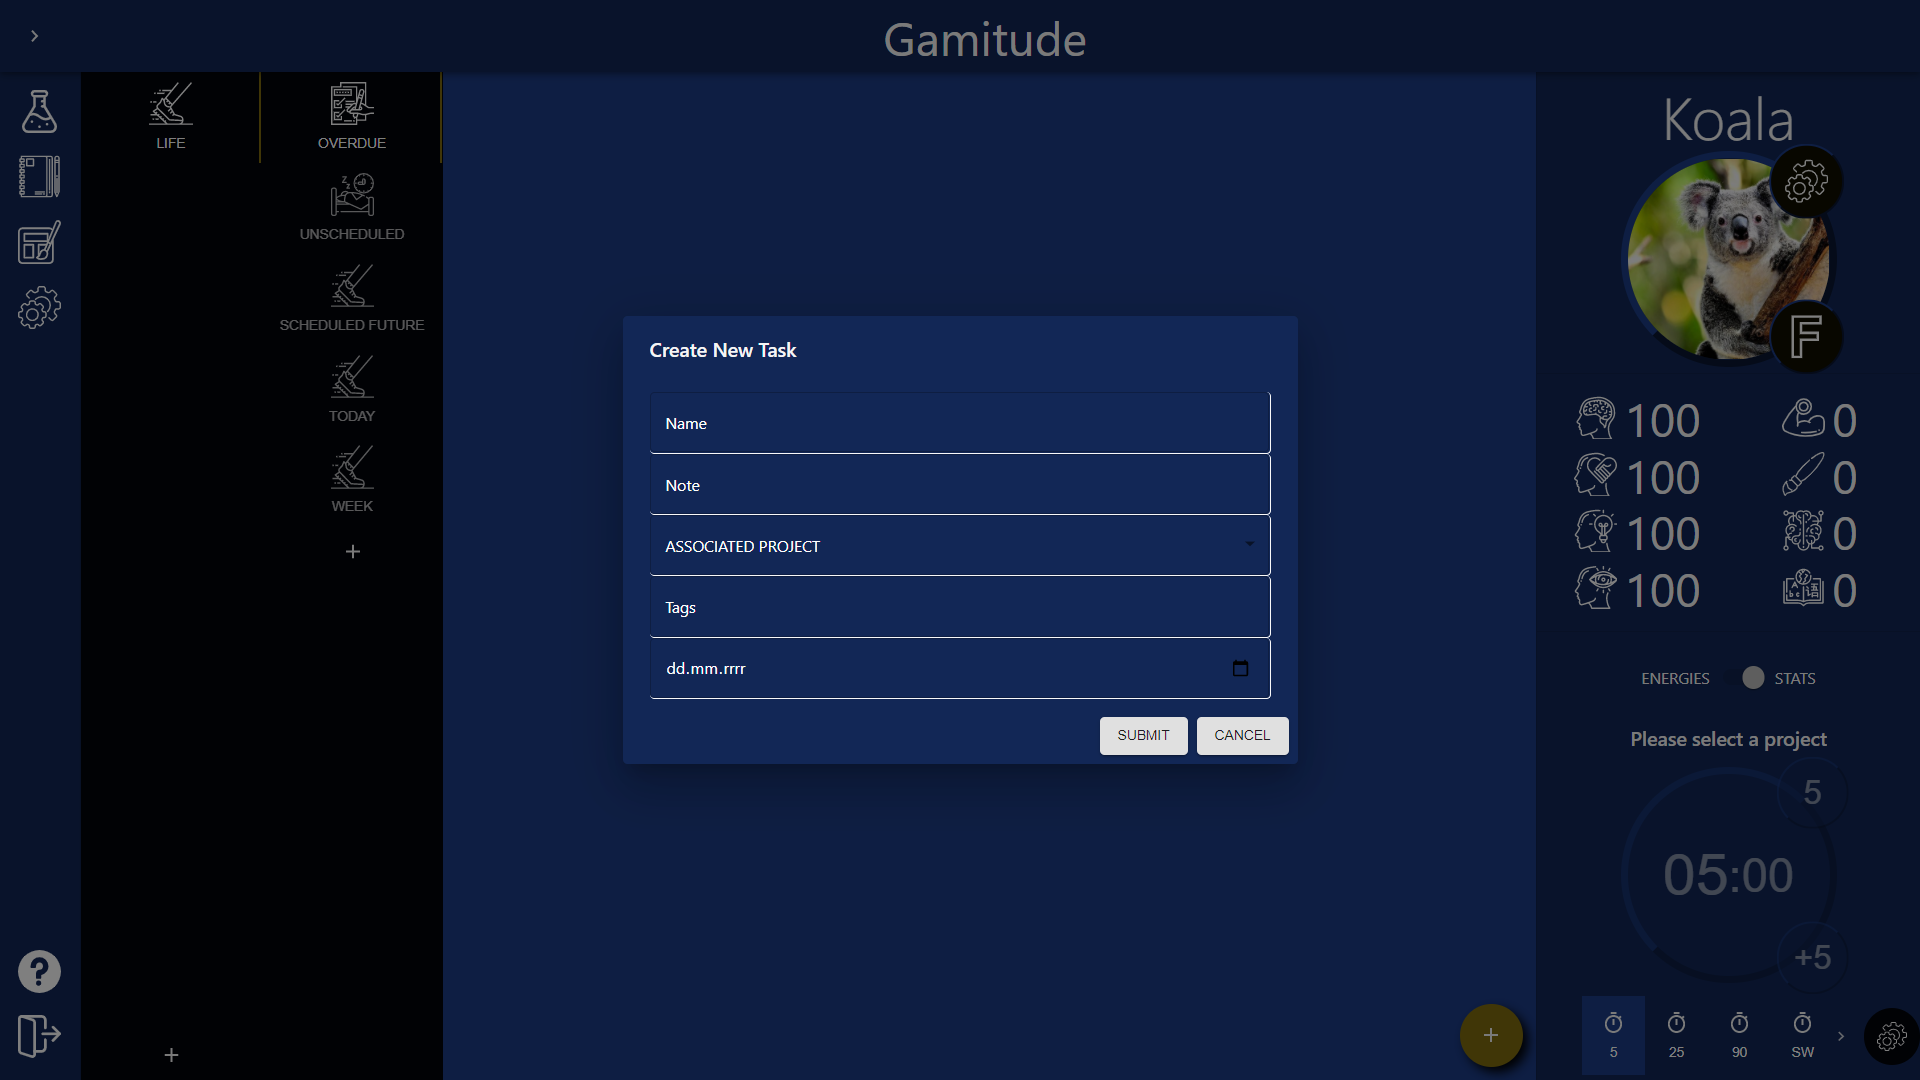 Gamitude
LIFE
OVERDUE
UNSCHEDULED
SCHEDULED FUTURE
TODAY
WEEK
+
+
Create New Task
Name
Note
ASSOCIATED PROJECT
Tags
dd.mm.rrrr
SUBMIT
CANCEL
+
Koala
F
100 0
100 0
100 0
100 0
ENERGIES STATS
Please select a project
5
05:00
+5
5 25 90 SW